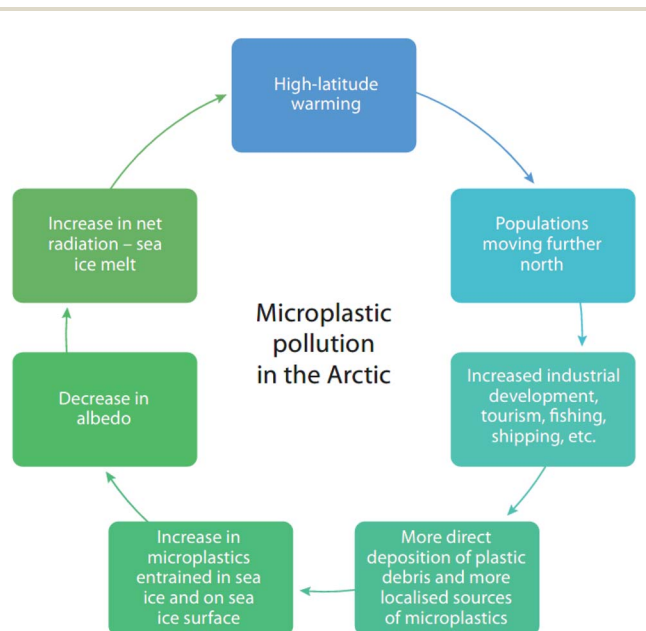 High-latitude
warming
Populations
moving further
north
Increased industrial
development,
tourism, fishing,
shipping, etc.
More direct
deposition of plastic
debris and more
localised sources
of microplastics
Increase in
microplastics
entrained in sea
ice and on sea
ice surface
Decrease in
albedo
Increase in net
radiation – sea
ice melt
Microplastic
pollution
in the Arctic